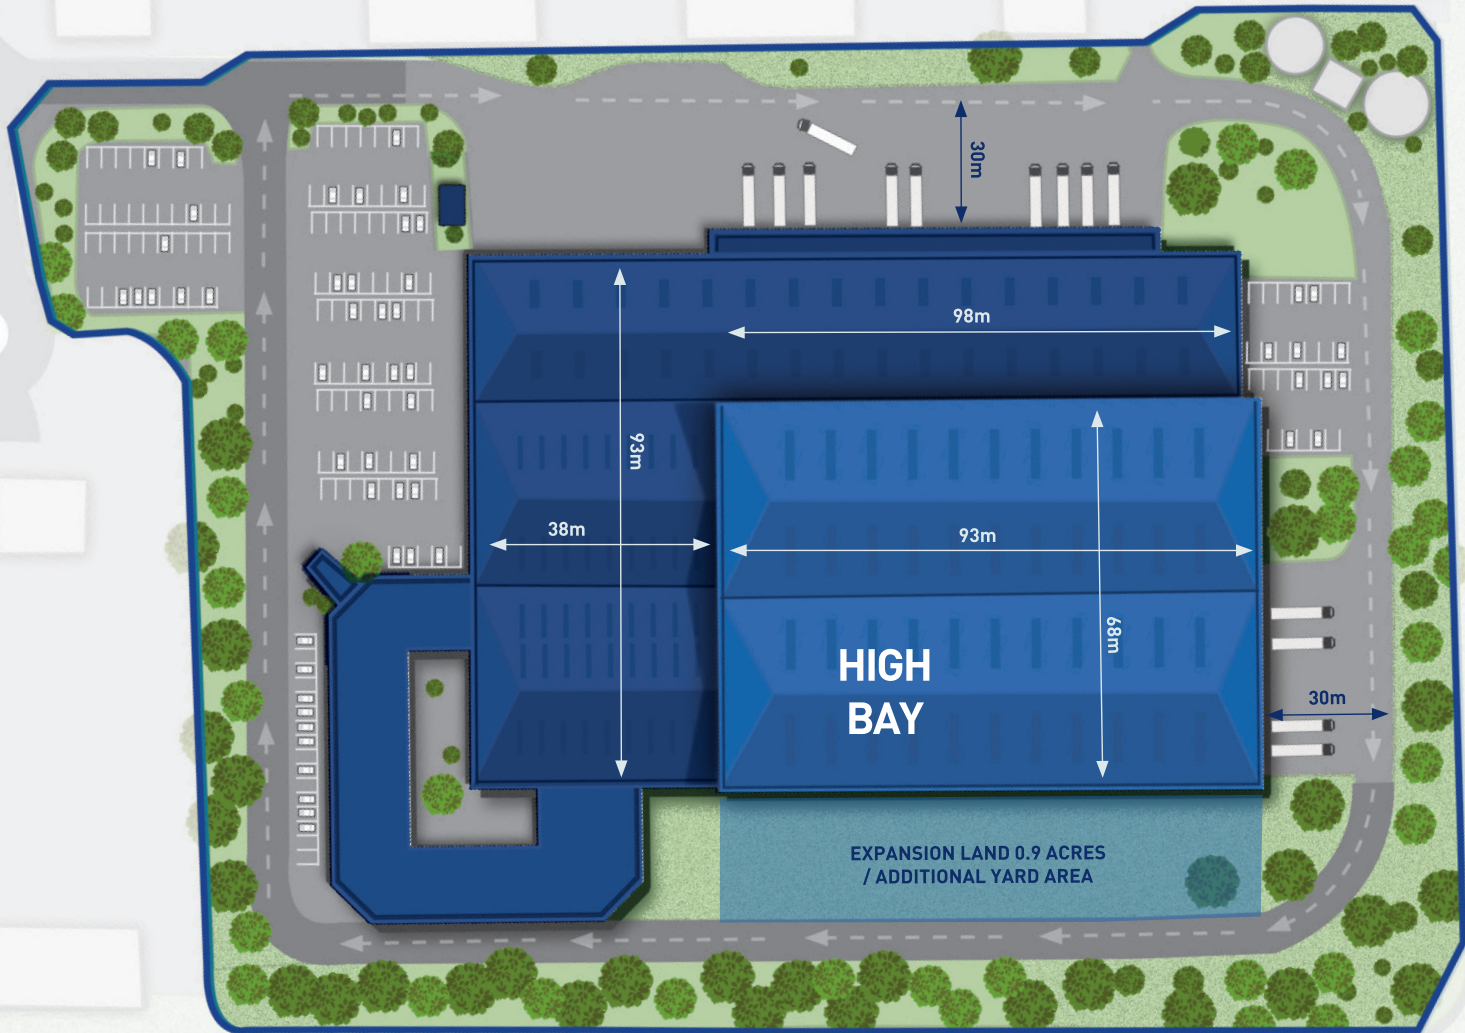 30m
98m
93m
38m
93m
68m
HIGH
BAY
30m
EXPANSION LAND 0.9 ACRES
/ ADDITIONAL YARD AREA